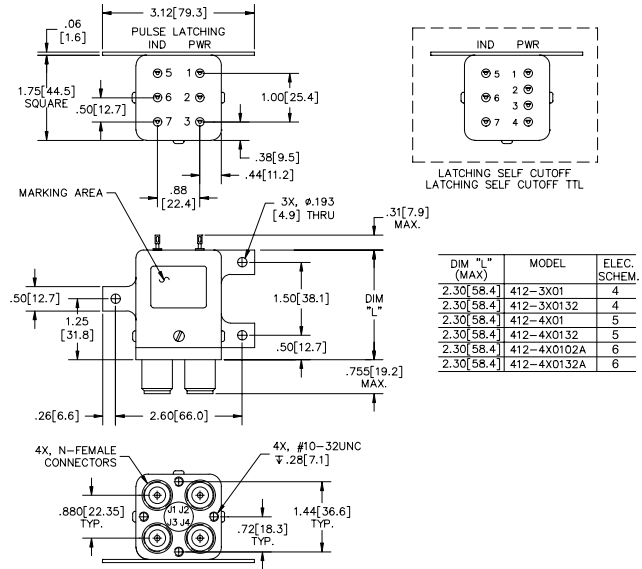 3.12[79.3]
.06
[1.6]
PULSE LATCHING
IND PWR
5 1
6 2
7 3
1.75[44.5]
SQUARE
.50[12.7]
1.00[25.4]
.38[9.5]
.44[11.2]
.88
[22.4]
IND PWR
5 1
2
6 3
7 4
LATCHING SELF CUTOFF
LATCHING SELF CUTOFF TTL
MARKING AREA
3X, ø.193
[4.9] THRU
.31[7.9]
MAX.
.50[12.7]
1.25
[31.8]
1.50[38.1]
DIM
"L"
.50[12.7]
.755[19.2]
MAX.
.26[6.6]
2.60[66.0]
DIM "L"
(MAX) MODEL ELEC.
SCHEM.
2.30[58.4] 412-3X01 4
2.30[58.4] 412-3X0132 4
2.30[58.4] 412-4X01 5
2.30[58.4] 412-4X0132 5
2.30[58.4] 412-4X0102A 6
2.30[58.4] 412-4X0132A 6
4X, N-FEMALE
CONNECTORS
4X, #10-32UNC
↧.28[7.1]
J1 J2
J3 J4
.880[22.35]
TYP.
.72[18.3]
TYP.
1.44[36.6]
TYP.